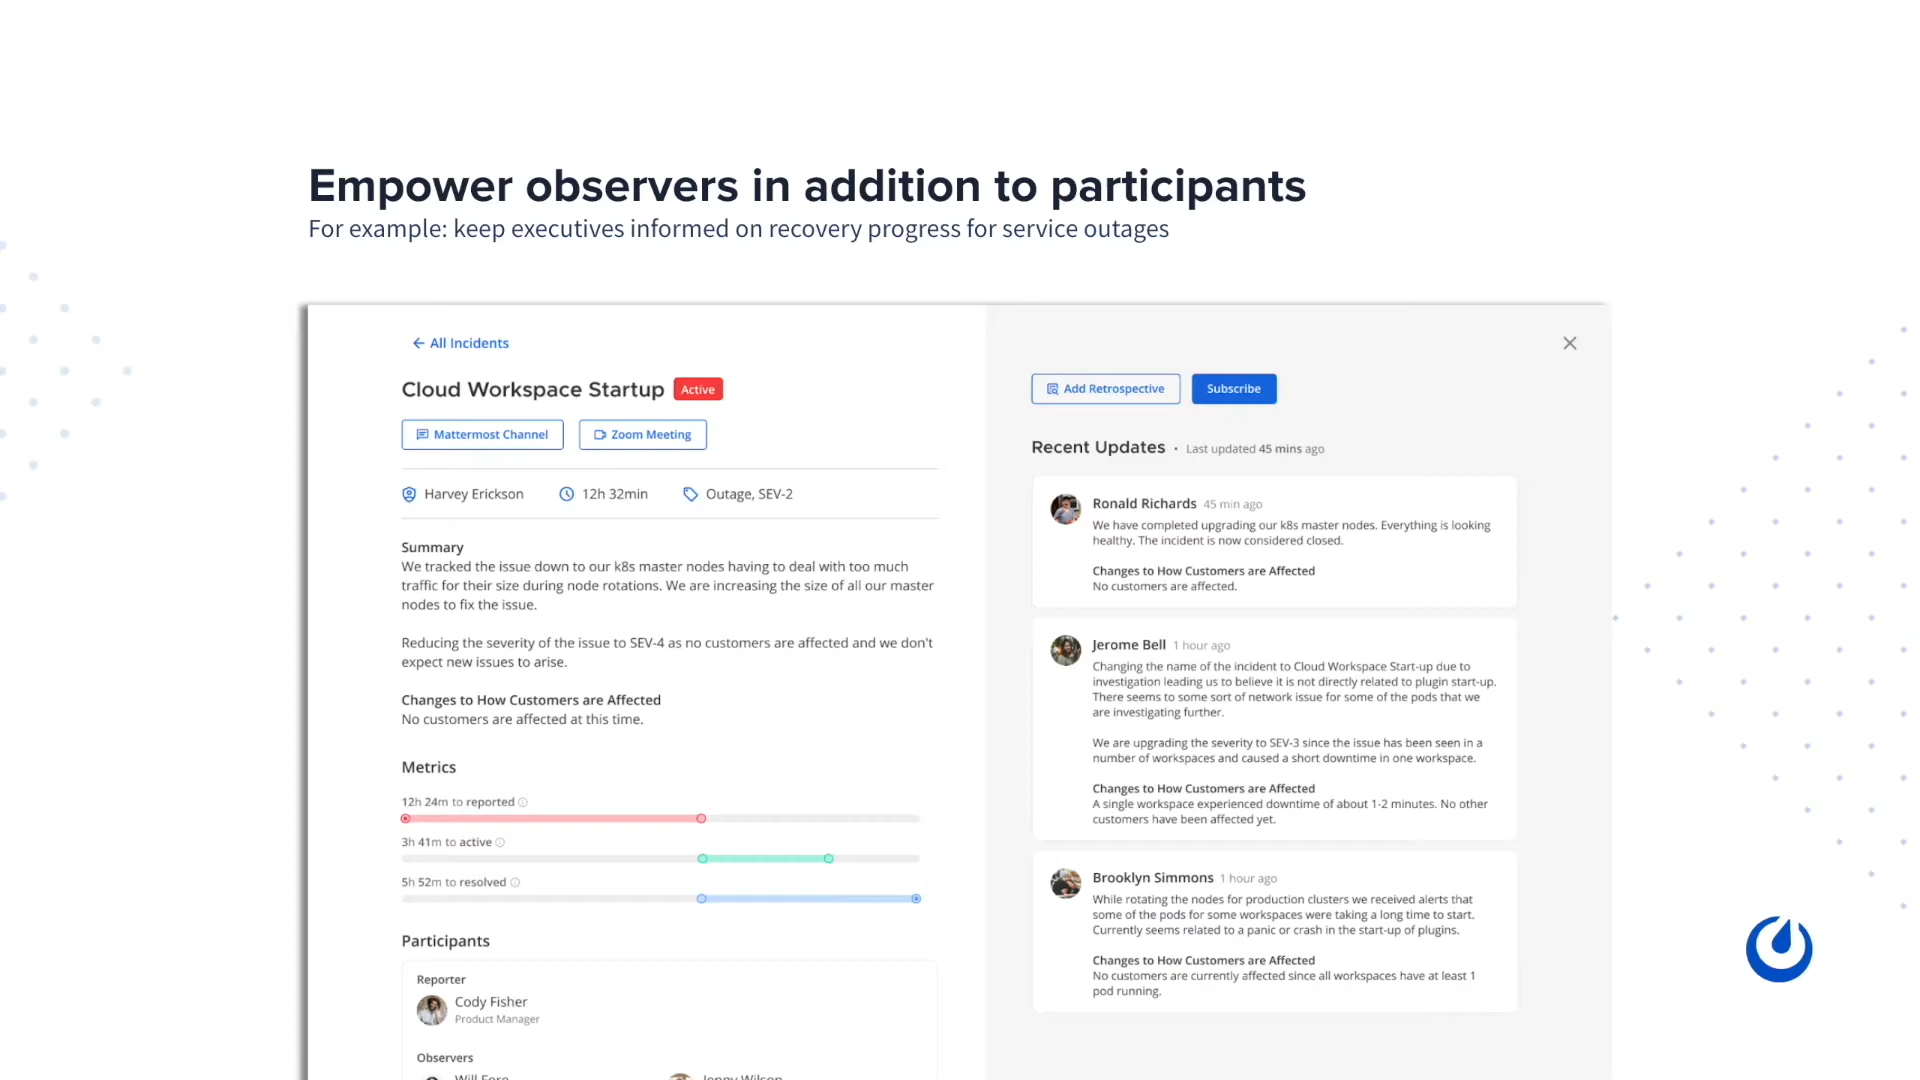 Empower observers in addition to participants
For example: keep executives informed on recovery progress for service outages
All Incidents
Cloud Workspace Startup Active
Mattermost Channel Zoom Meeting
Harvey Erickson 12h 32min Outage, SEV-2
Summary
We tracked the issue down to our k8s master nodes having to deal with too much
traffic for their size during node rotations. We are increasing the size of all our master
nodes to fix the issue.
Reducing the severity of the issue to SEV-4 as no customers are affected and we don't
expect new issues to arise.
Changes to How Customers are Affected
No customers are affected at this time.
Metrics
12h 24m to reported
3h 41m to active
5h 52m to resolved
Participants
Reporter
Cody Fisher
Product Manager
Observers
Will Fore Jenny Wilson
Add Retrospective Subscribe
Recent Updates · Last updated 45 mins ago
Ronald Richards 45 min ago
We have completed upgrading our k8s master nodes. Everything is looking
healthy. The incident is now considered closed.
Changes to How Customers are Affected
No customers are affected.
Jerome Bell 1 hour ago
Changing the name of the incident to Cloud Workspace Start-up due to
investigation leading us to believe it is not directly related to plugin start-up.
There seems to some sort of network issue for some of the pods that we
are investigating further.
We are upgrading the severity to SEV-3 since the issue has been seen in a
number of workspaces and caused a short downtime in one workspace.
Changes to How Customers are Affected
A single workspace experienced downtime of about 1-2 minutes. No other
customers have been affected yet.
Brooklyn Simmons 1 hour ago
While rotating the nodes for production clusters we received alerts that
some of the pods for some workspaces were taking a long time to start.
Currently seems related to a panic or crash in the start-up of plugins.
Changes to How Customers are Affected
No customers are currently affected since all workspaces have at least 1
pod running.